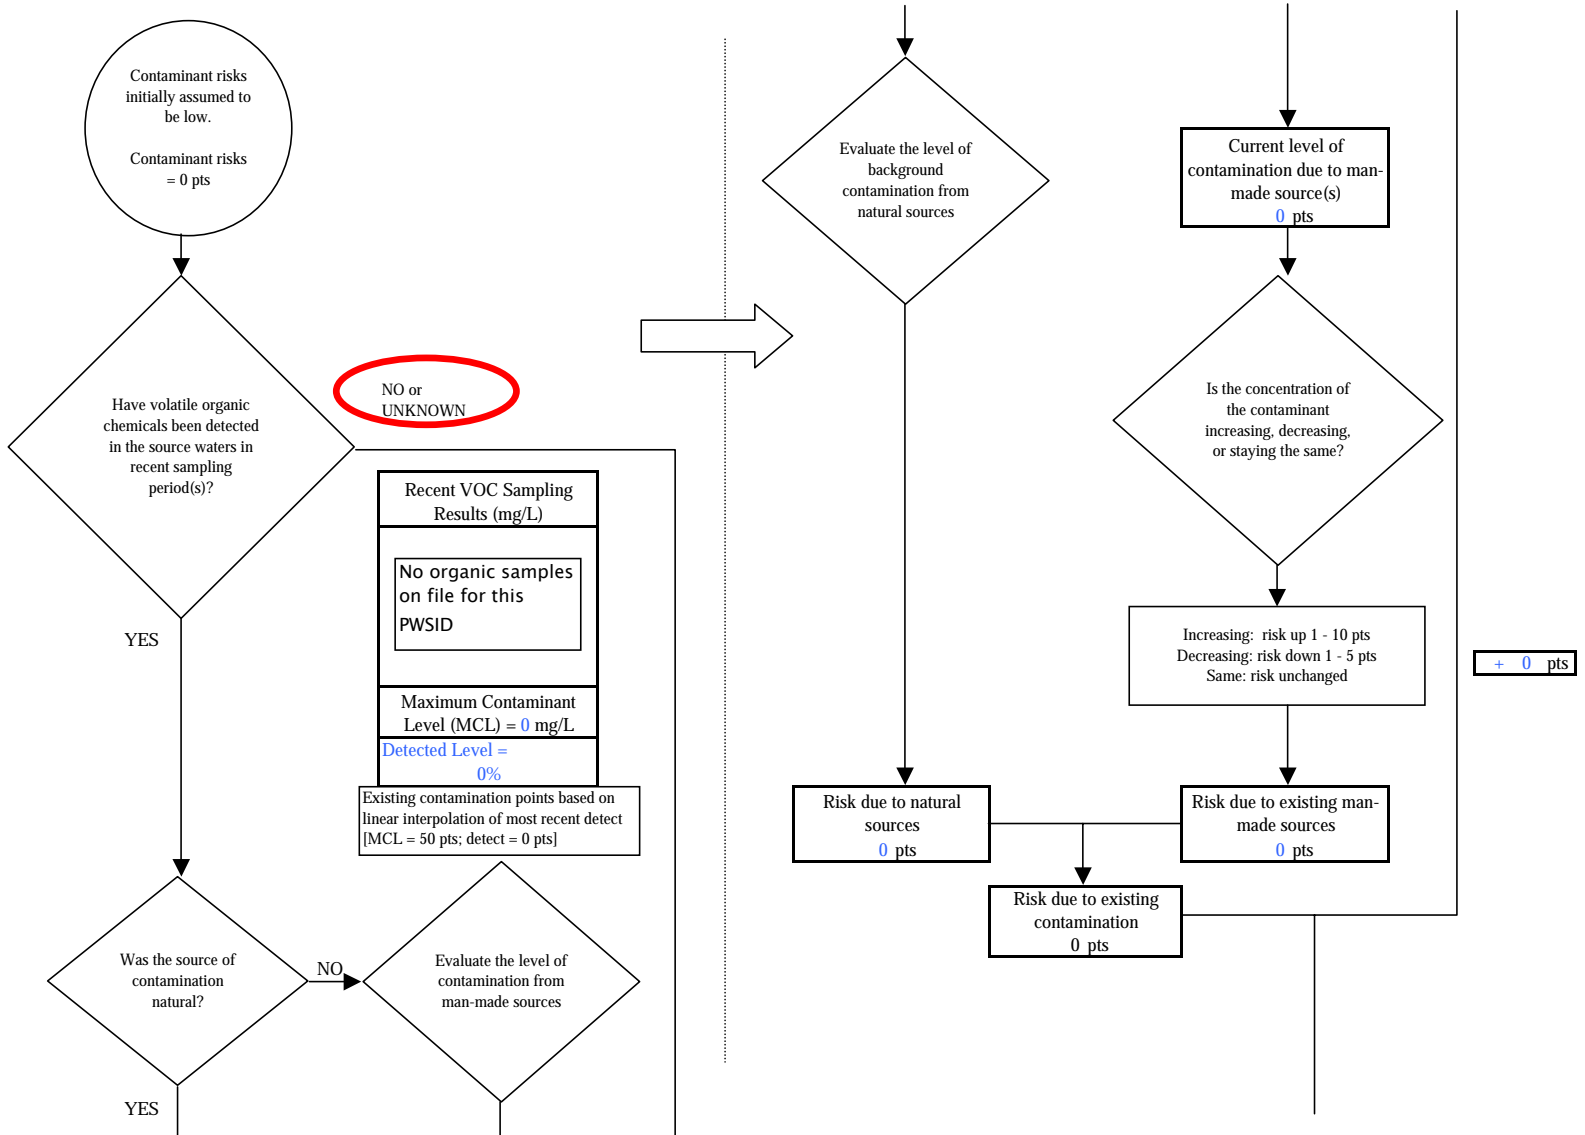 Contaminant risks
initially assumed to
be low.
Contaminant risks
= 0 pts
Have volatile organic
chemicals been detected
in the source waters in
recent sampling
period(s)?
NO or
UNKNOWN
YES
Recent VOC Sampling
Results (mg/L)
No organic samples
on file for this
PWSID
Maximum Contaminant
Level (MCL) = 0 mg/L
Detected Level =
0%
Existing contamination points based on
linear interpolation of most recent detect
[MCL = 50 pts; detect = 0 pts]
Was the source of
contamination
natural?
NO
Evaluate the level of
contamination from
man-made sources
YES
Evaluate the level of
background
contamination from
natural sources
Current level of
contamination due to man-
made source(s)
0 pts
Is the concentration of
the contaminant
increasing, decreasing,
or staying the same?
Increasing: risk up 1 - 10 pts
Decreasing: risk down 1 - 5 pts
Same: risk unchanged
+ 0 pts
Risk due to natural
sources
0 pts
Risk due to existing man-
made sources
0 pts
Risk due to existing
contamination
0 pts